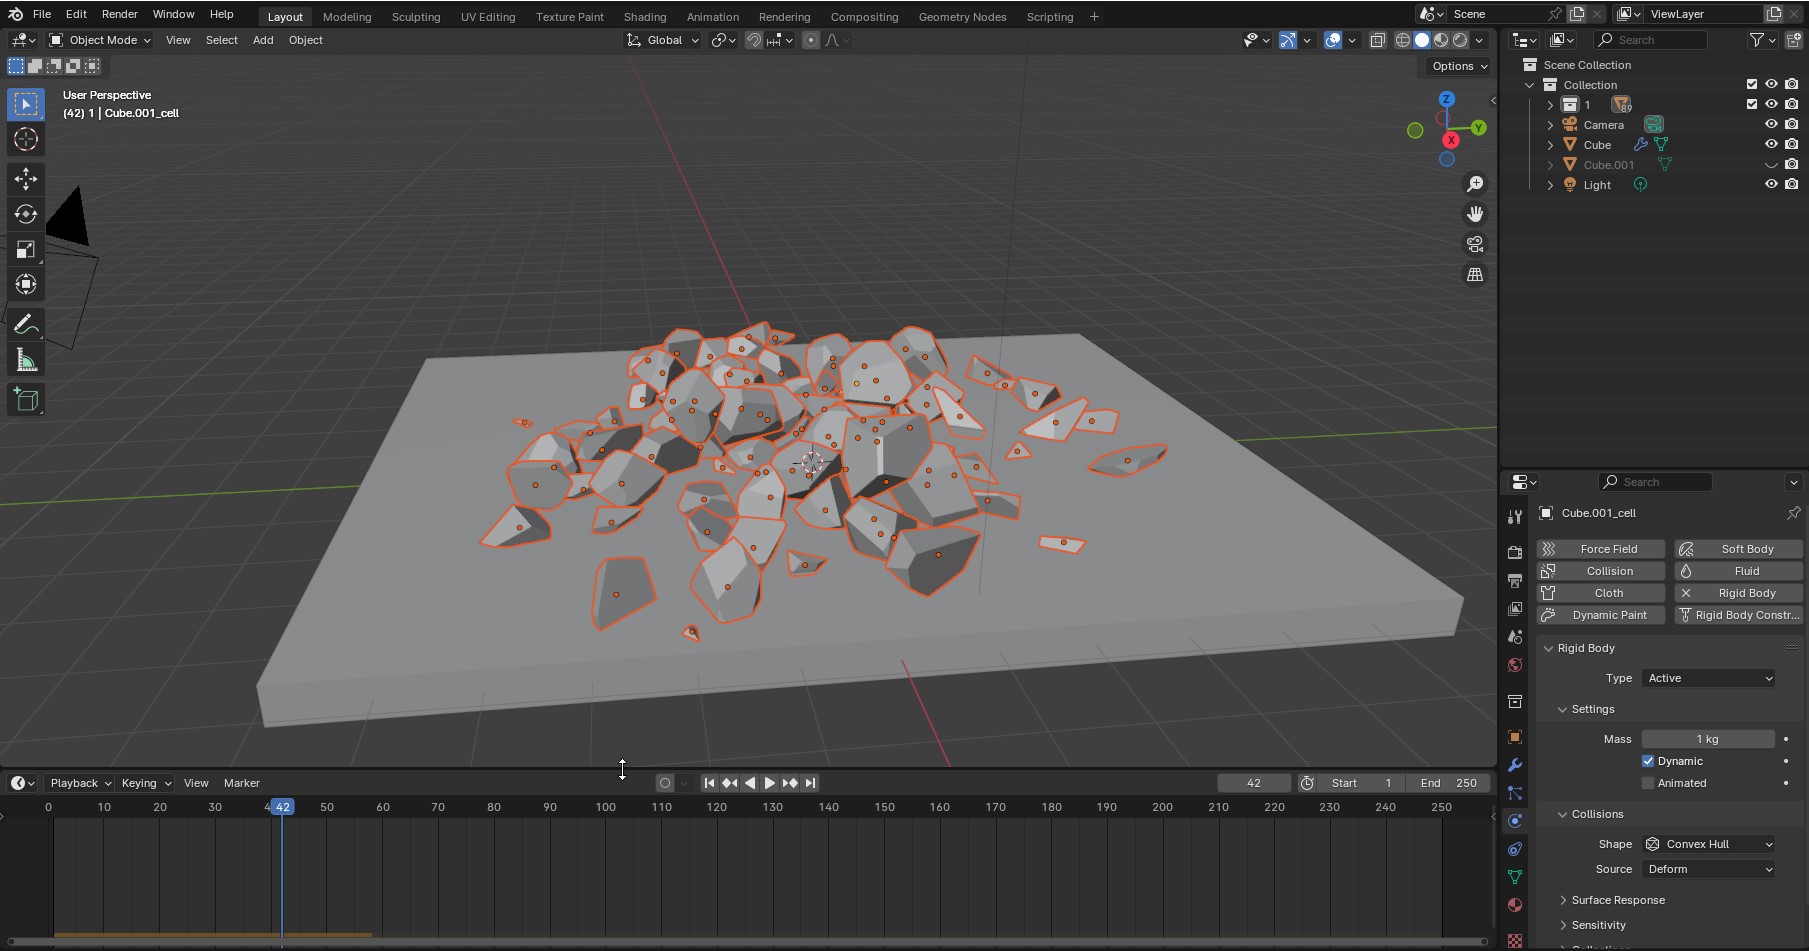 File Edit Render Window Help Layout Modeling Sculpting UV Editing Texture Paint Shading Animation Rendering Compositing Geometry Nodes Scripting + Scene ViewLayer
Object Mode View Select Add Object Global Search
Options
User Perspective
(42) 1 | Cube.001_cell
Z
Y
X
Scene Collection
Collection
1 89
Camera
Cube
Cube.001
Light
Search
Cube.001_cell
Force Field Soft Body
Collision Fluid
Cloth Rigid Body
Dynamic Paint Rigid Body Constr...
Rigid Body
Type Active
Settings
Mass 1 kg
Dynamic
Animated
Collisions
Shape Convex Hull
Source Deform
Surface Response
Sensitivity
Playback Keying View Marker 42 Start 1 End 250
0 10 20 30 4 42 50 60 70 80 90 100 110 120 130 140 150 160 170 180 190 200 210 220 230 240 250